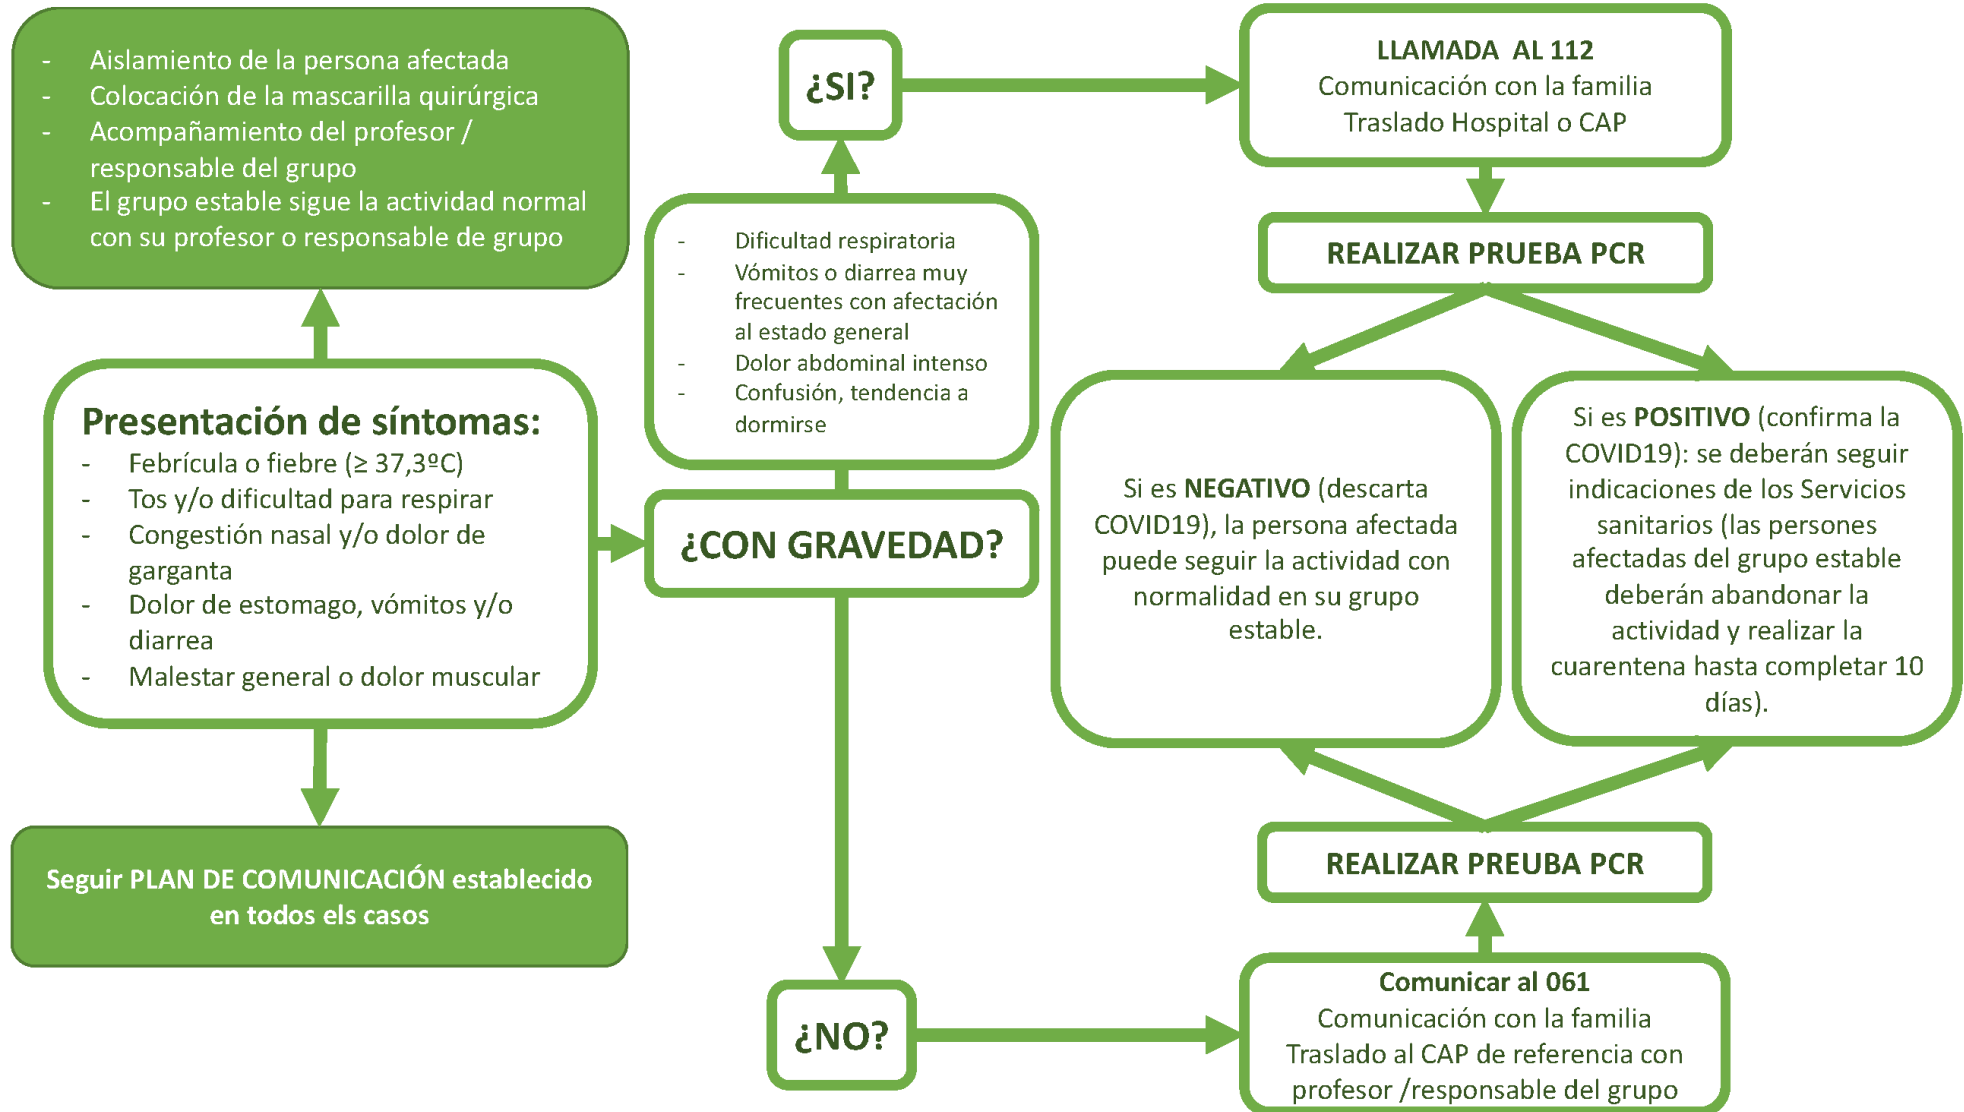 - Aislamiento de la persona afectada
- Colocación de la mascarilla quirúrgica
- Acompañamiento del profesor /
responsable del grupo
- El grupo estable sigue la actividad normal
con su profesor o responsable de grupo
Presentación de síntomas:
- Febrícula o fiebre (≥ 37,3ºC)
- Tos y/o dificultad para respirar
- Congestión nasal y/o dolor de
garganta
- Dolor de estomago, vómitos y/o
diarrea
- Malestar general o dolor muscular
Seguir PLAN DE COMUNICACIÓN establecido
en todos els casos
¿SI?
- Dificultad respiratoria
- Vómitos o diarrea muy
frecuentes con afectación
al estado general
- Dolor abdominal intenso
- Confusión, tendencia a
dormirse
¿CON GRAVEDAD?
¿NO?
LLAMADA AL 112
Comunicación con la familia
Traslado Hospital o CAP
REALIZAR PRUEBA PCR
Si es NEGATIVO (descarta
COVID19), la persona afectada
puede seguir la actividad con
normalidad en su grupo
estable.
Si es POSITIVO (confirma la
COVID19): se deberán seguir
indicaciones de los Servicios
sanitarios (las persones
afectadas del grupo estable
deberán abandonar la
actividad y realizar la
cuarentena hasta completar 10
días).
REALIZAR PREUBA PCR
Comunicar al 061
Comunicación con la familia
Traslado al CAP de referencia con
profesor /responsable del grupo